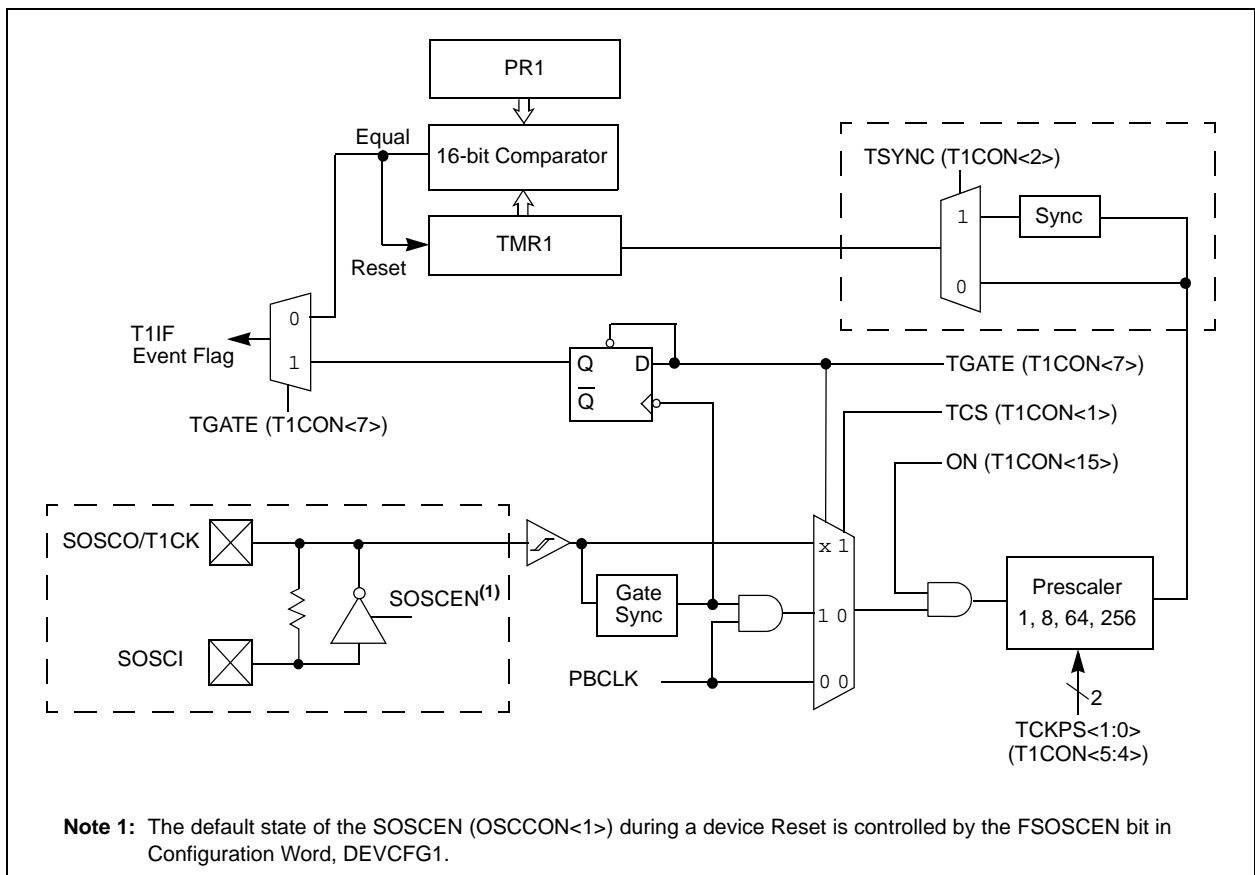 PR1
Equal
16-bit Comparator
TSYNC (T1CON<2>)
1
Sync
TMR1
Reset
0
T1IF
Event Flag
0
1
Q
D
Q
TGATE (T1CON<7>)
TGATE (T1CON<7>)
TCS (T1CON<1>)
ON (T1CON<15>)
SOSCO/T1CK
SOSCEN(1)
SOSCI
Gate
Sync
PBCLK
x 1
1 0
0 0
Prescaler
1, 8, 64, 256
2
TCKPS<1:0>
(T1CON<5:4>)
Note 1: The default state of the SOSCEN (OSCCON<1>) during a device Reset is controlled by the FSOSCEN bit in
Configuration Word, DEVCFG1.